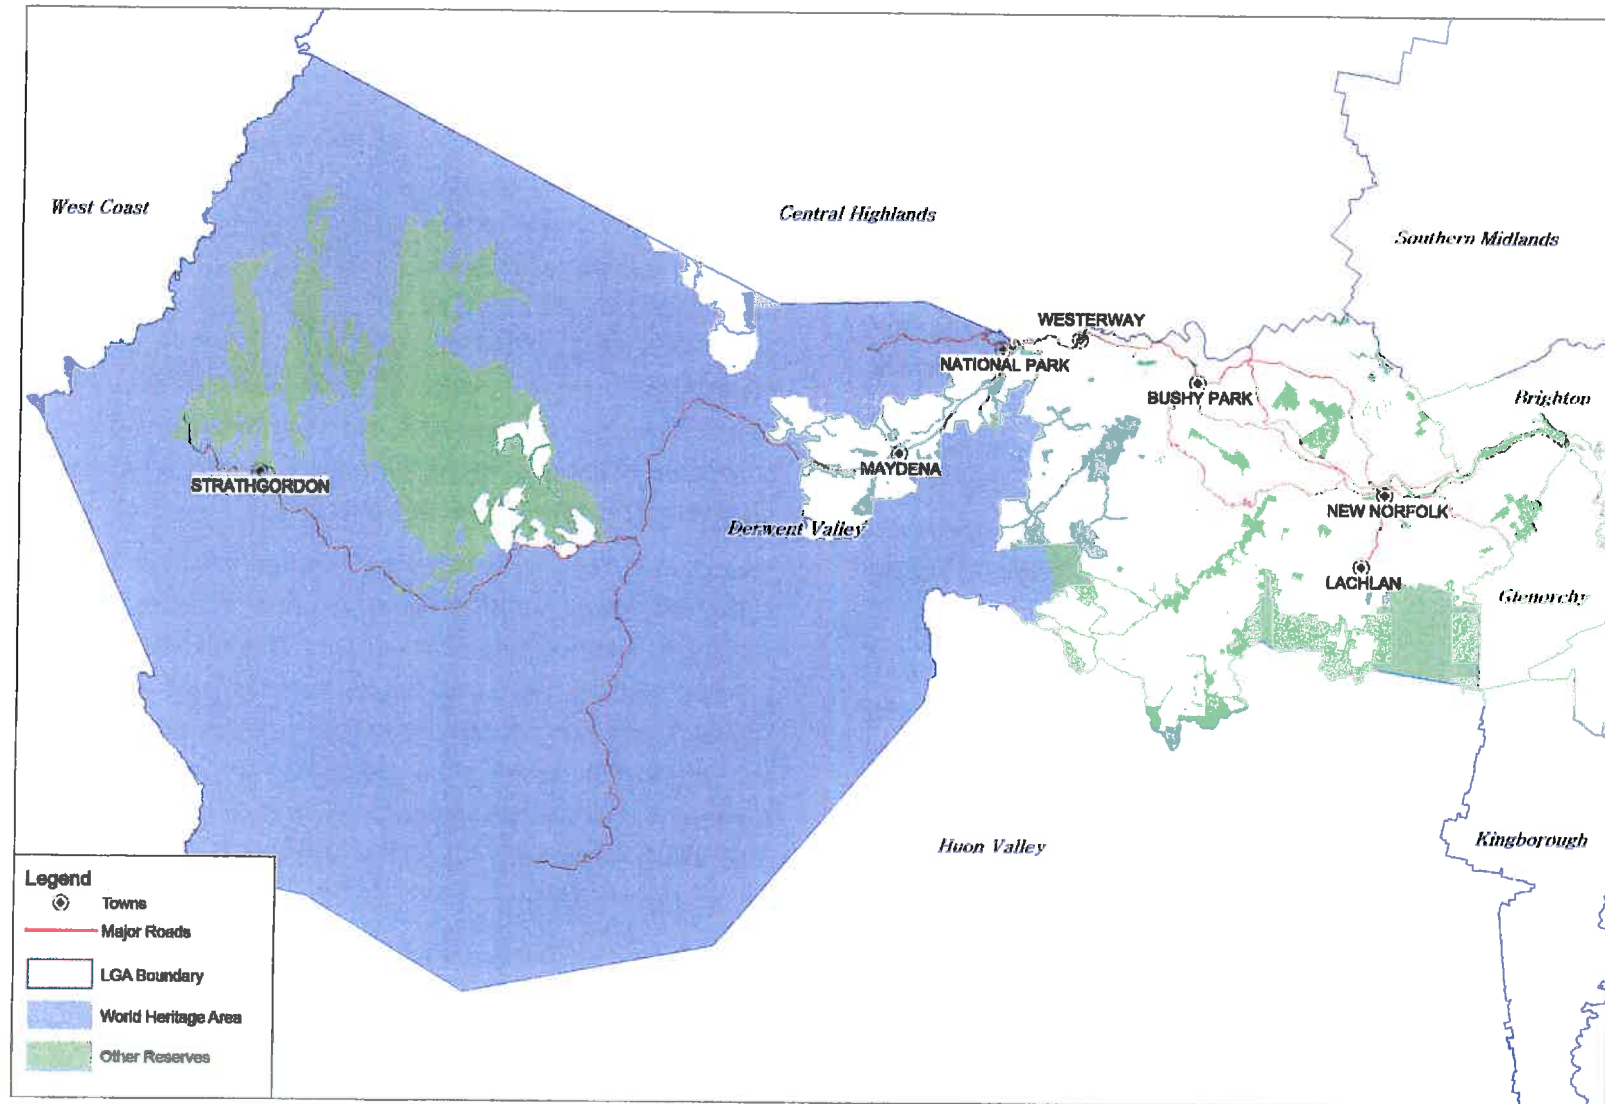 West Coast
Central Highlands
Southern Midlands
WESTERWAY
NATIONAL PARK
BUSHY PARK
Brighton
MAYDENA
STRATHGORDON
NEW NORFOLK
Derwent Valley
LACHLAN
Glenorchy
Huon Valley
Kingborough
Legend
Towns
Major Roads
LGA Boundary
World Heritage Area
Other Reserves